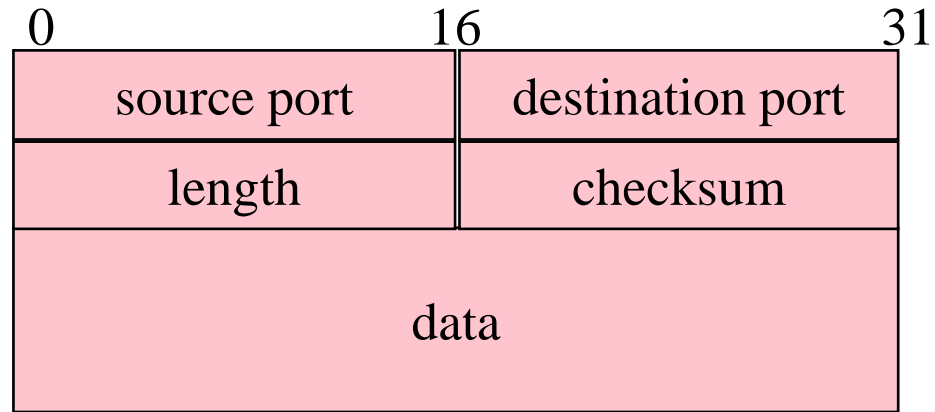 0 16 31
source port destination port
length checksum
data